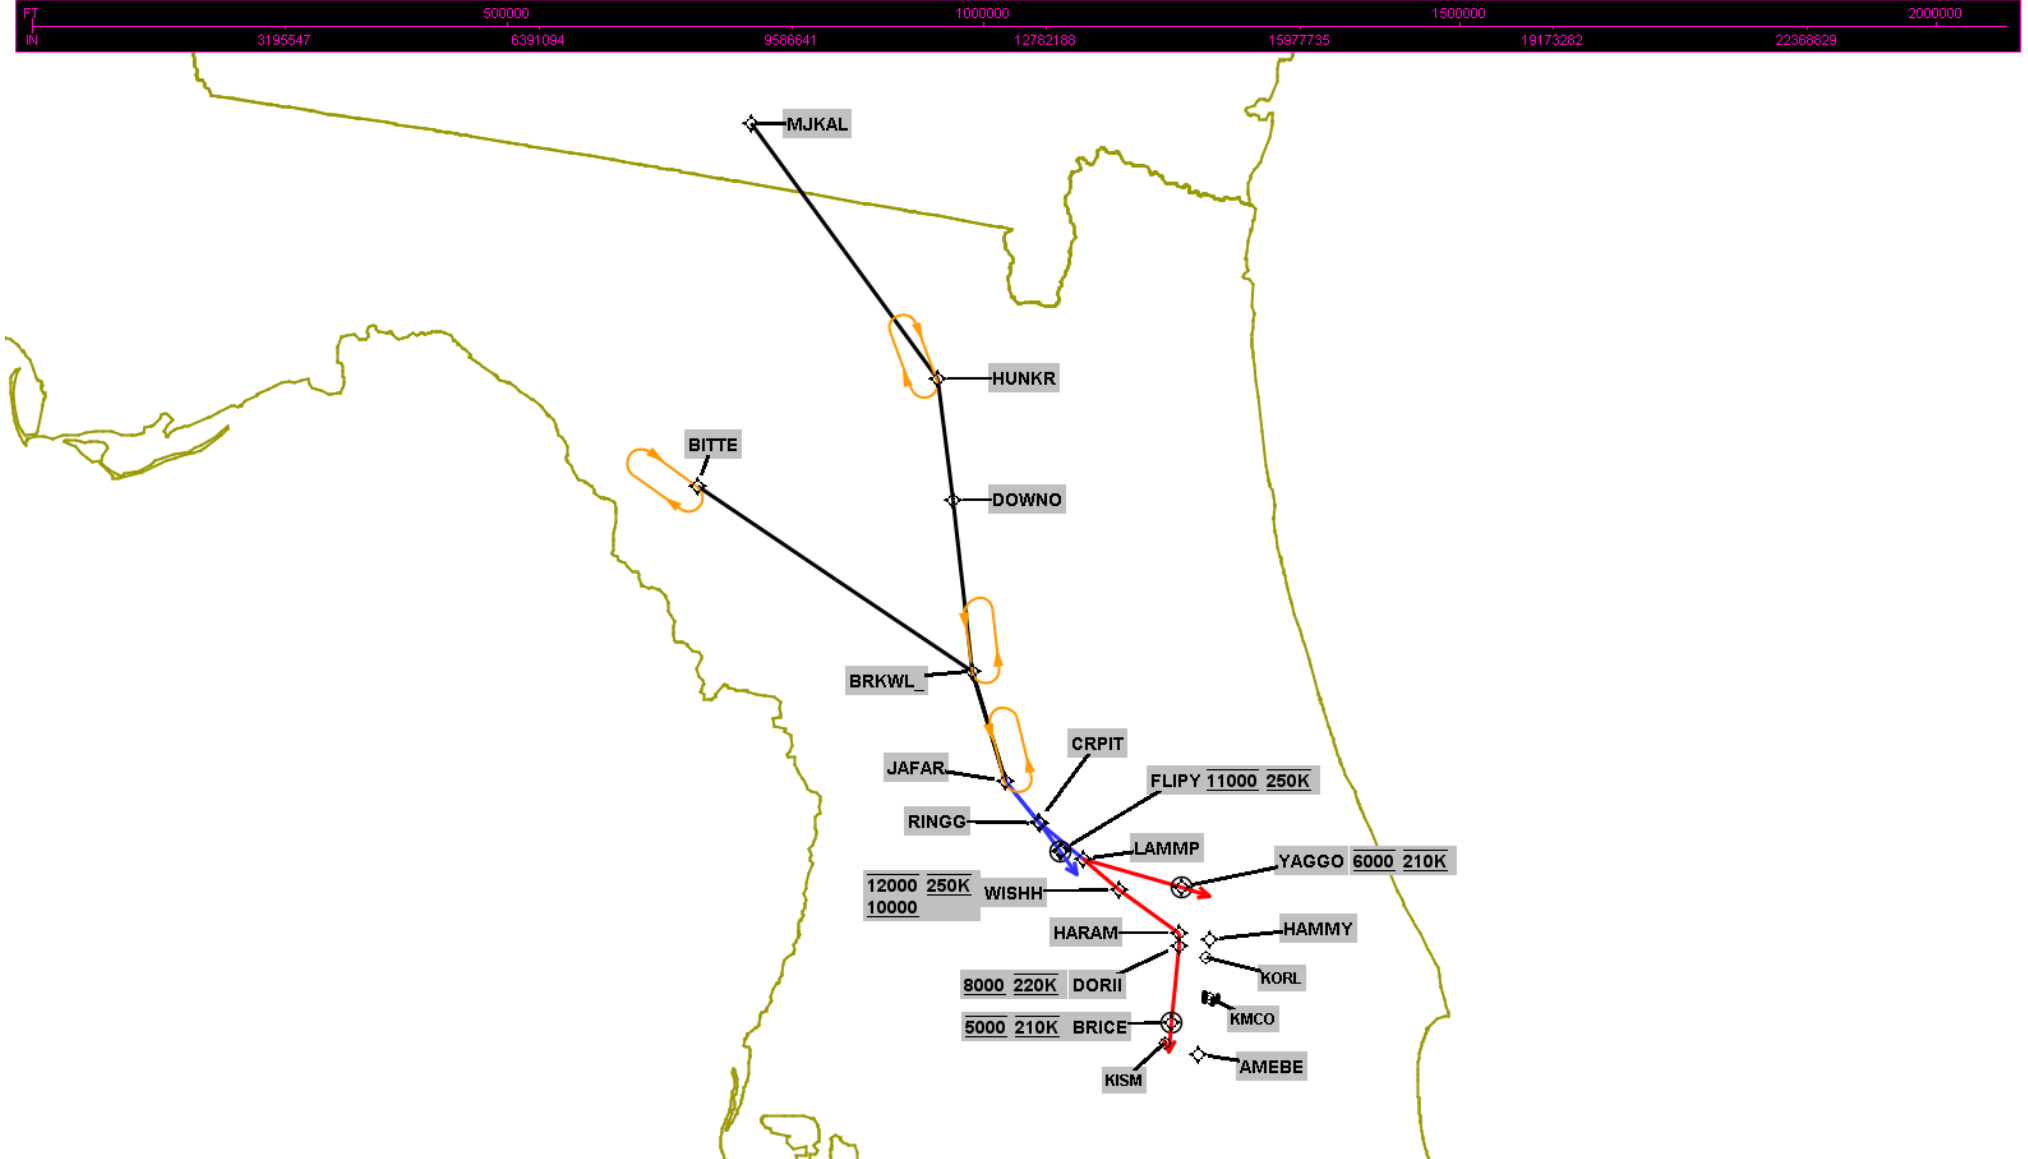 FT 500000 1000000 1500000 2000000
IN 3195547 6391094 9586641 12782188 15977735 19173282 22368829
MJKAL
HUNKR
BITTE
DOWNO
BRKWL_
CRPIT
JAFAR
FLIPY 11000 250K
RINGG
LAMMP
YAGGO 6000 210K
12000 250K WISHH
10000
HARAM
HAMMY
KORL
8000 220K DORII
KMCO
5000 210K BRICE
AMEBE
KISM